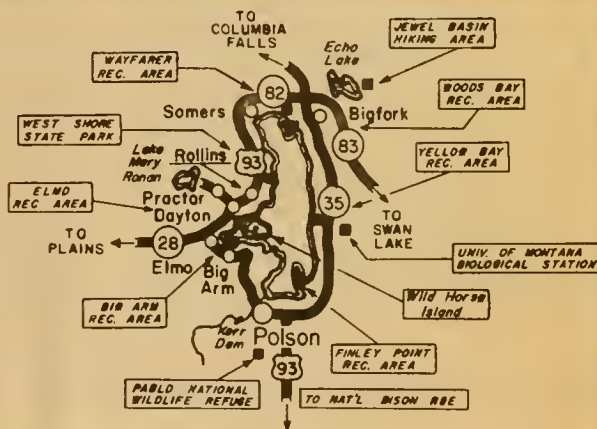 TO
COLUMBIA
FALLS
JEWEL BASIN
HIKING AREA
Echo
Lake
WAYFARER
REC. AREA
82
WOODS BAY
REC. AREA
Somers
Bigfork
83
WEST SHORE
STATE PARK
Lake
Mary
Ronan
Rollins
93
YELLOW BAY
REC. AREA
ELMO
REC. AREA
Proctor
Dayton
35
TO
SWAN
LAKE
TO
PLAINS
28
Elmo
Big
Arm
UNIV. OF MONTANA
BIOLOGICAL STATION
BIG ARM
REC. AREA
Wild Horse
Island
Kerr
Dam
Polson
FINLEY POINT
REC. AREA
PABLO NATIONAL
WILDLIFE REFUGE
93
TO NAT'L BISON RGE